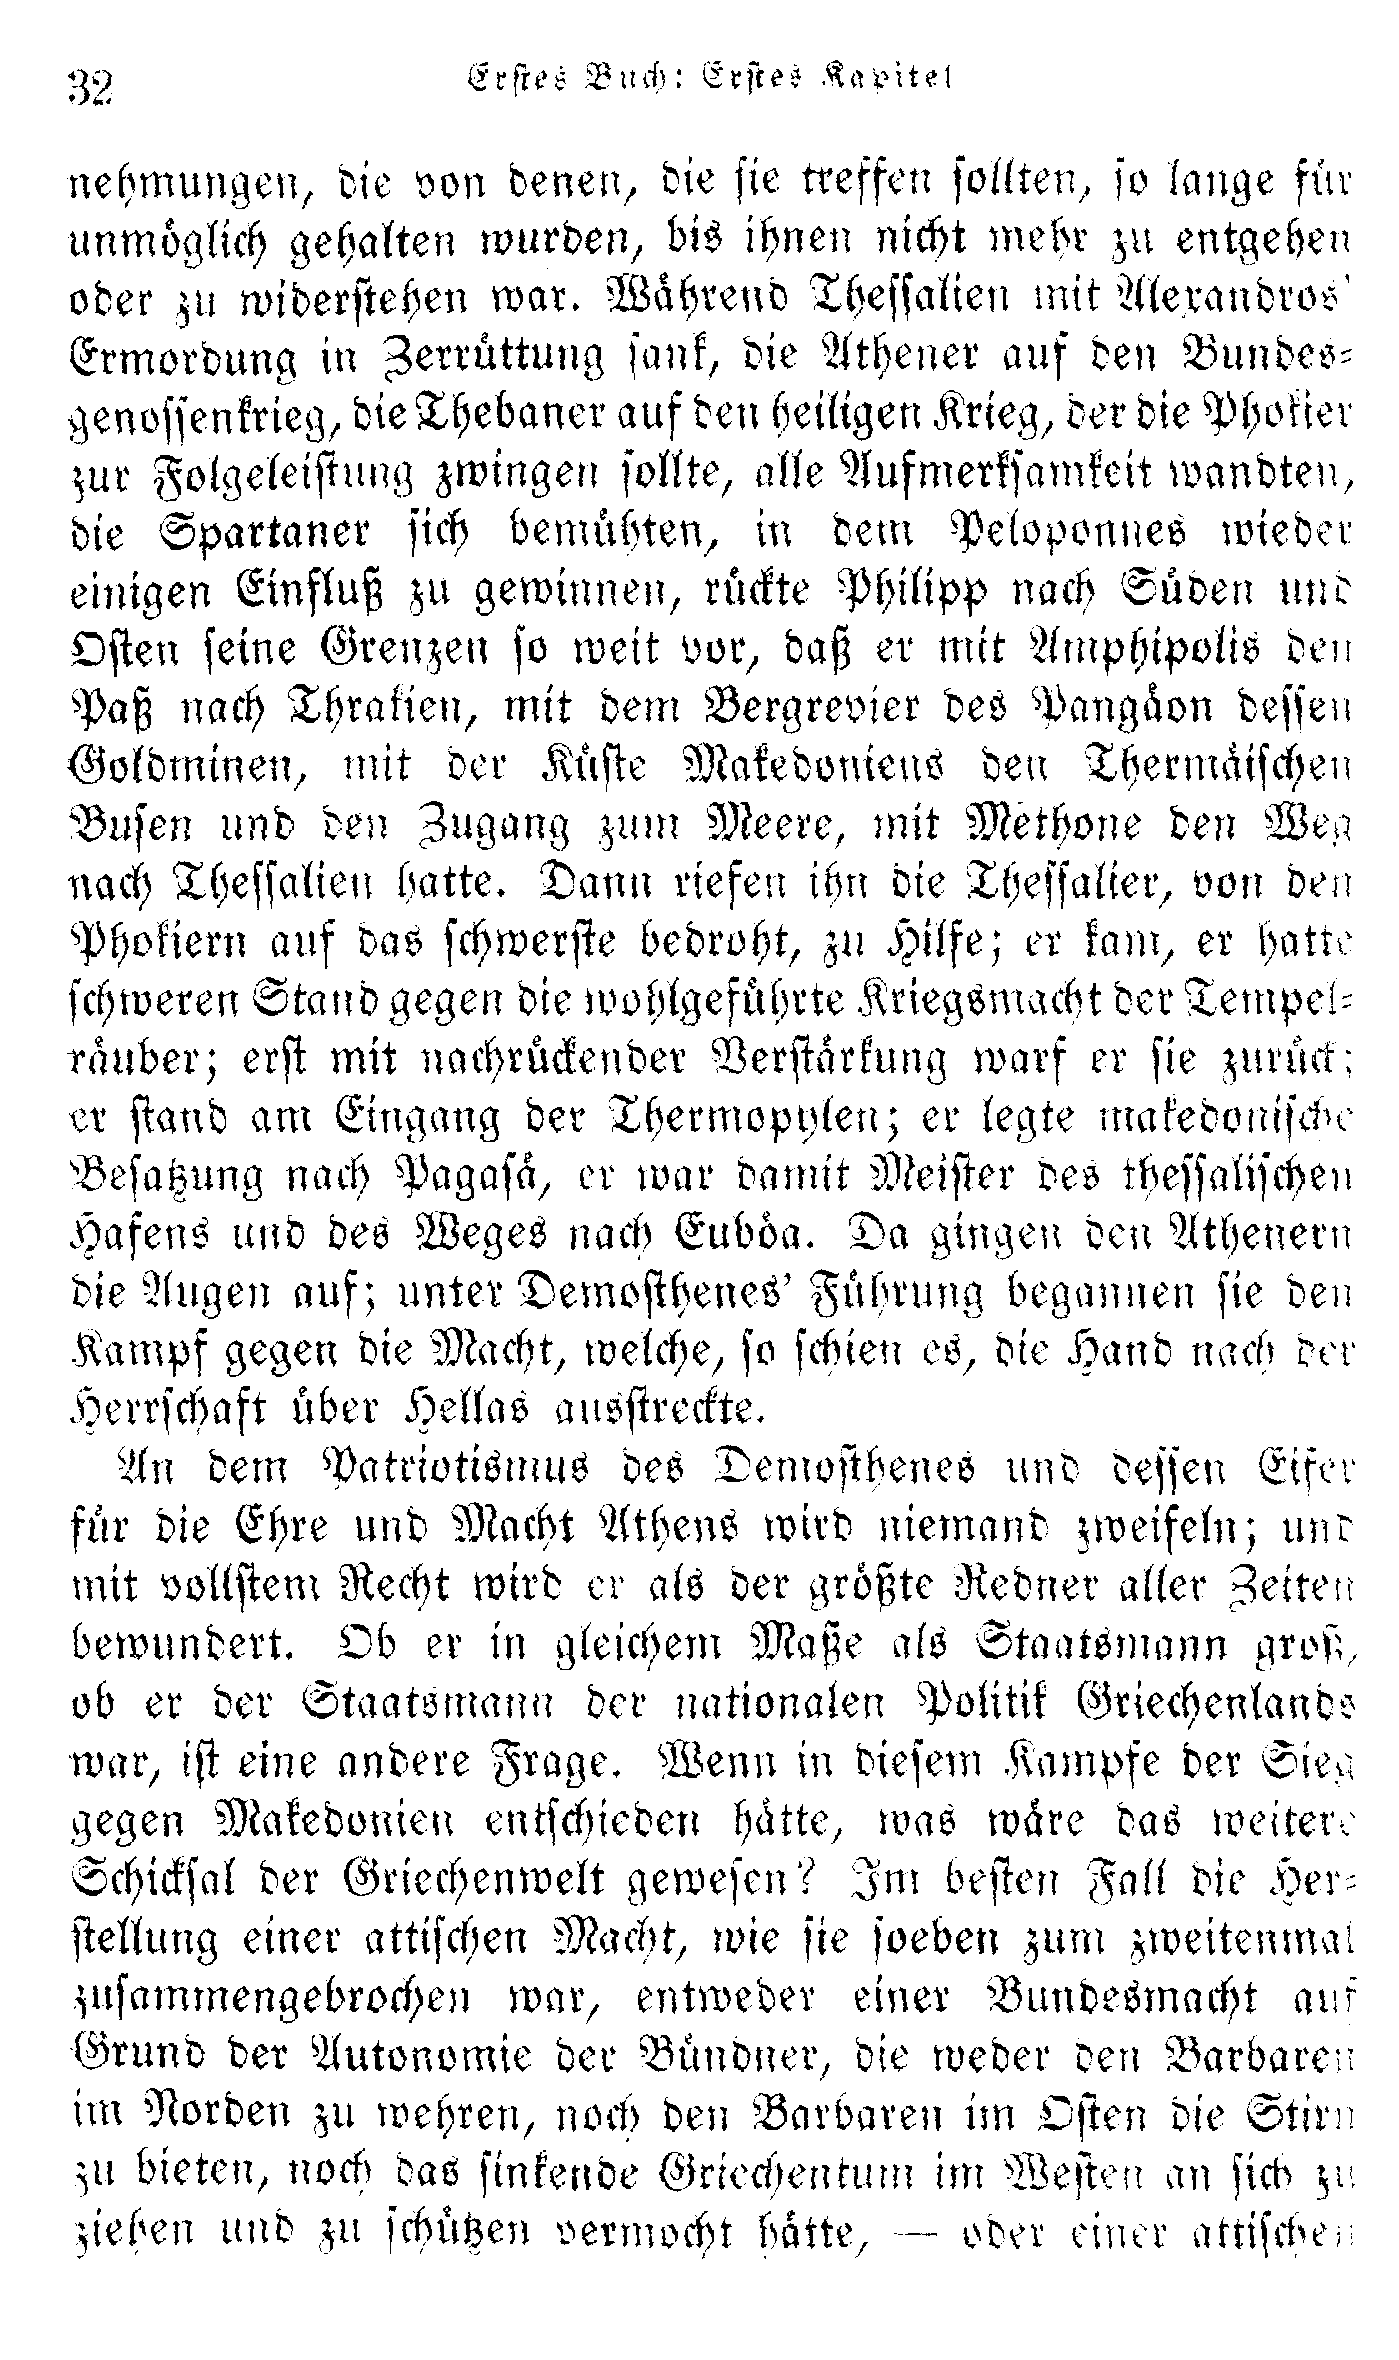 32
Erstes Buch: Erstes Kapitel
nehmungen, die von denen, die sie treffen sollten, so lange für
unmöglich gehalten wurden, bis ihnen nicht mehr zu entgehen
oder zu widerstehen war. Während Thessalien mit Alexandros'
Ermordung in Zerrüttung sank, die Athener auf den Bundes-
genossenkrieg, die Thebaner auf den heiligen Krieg, der die Phokier
zur Folgeleistung zwingen sollte, alle Aufmerksamkeit wandten,
die Spartaner sich bemühten, in dem Peloponnes wieder
einigen Einfluß zu gewinnen, rückte Philipp nach Süden und
Osten seine Grenzen so weit vor, daß er mit Amphipolis den
Paß nach Thrakien, mit dem Bergrevier des Pangäon dessen
Goldminen, mit der Küste Makedoniens den Thermäischen
Busen und den Zugang zum Meere, mit Methone den Weg
nach Thessalien hatte. Dann riefen ihn die Thessalier, von den
Phokiern auf das schwerste bedroht, zu Hilfe; er kam, er hatte
schweren Stand gegen die wohlgeführte Kriegsmacht der Tempel-
räuber; erst mit nachrückender Verstärkung warf er sie zurück;
er stand am Eingang der Thermopylen; er legte makedonische
Besatzung nach Pagasä, er war damit Meister des thessalischen
Hafens und des Weges nach Euböa. Da gingen den Athenern
die Augen auf; unter Demosthenes' Führung begannen sie den
Kampf gegen die Macht, welche, so schien es, die Hand nach der
Herrschaft über Hellas ausstreckte.
An dem Patriotismus des Demosthenes und dessen Eifer
für die Ehre und Macht Athens wird niemand zweifeln; und
mit vollstem Recht wird er als der größte Redner aller Zeiten
bewundert. Ob er in gleichem Maße als Staatsmann groß,
ob er der Staatsmann der nationalen Politik Griechenlands
war, ist eine andere Frage. Wenn in diesem Kampfe der Sieg
gegen Makedonien entschieden hätte, was wäre das weitere
Schicksal der Griechenwelt gewesen? Im besten Fall die Her-
stellung einer attischen Macht, wie sie soeben zum zweitenmal
zusammengebrochen war, entweder einer Bundesmacht auf
Grund der Autonomie der Bündner, die weder den Barbaren
im Norden zu wehren, noch den Barbaren im Osten die Stirn
zu bieten, noch das sinkende Griechentum im Westen an sich zu
ziehen und zu schützen vermocht hätte, — oder einer attischen